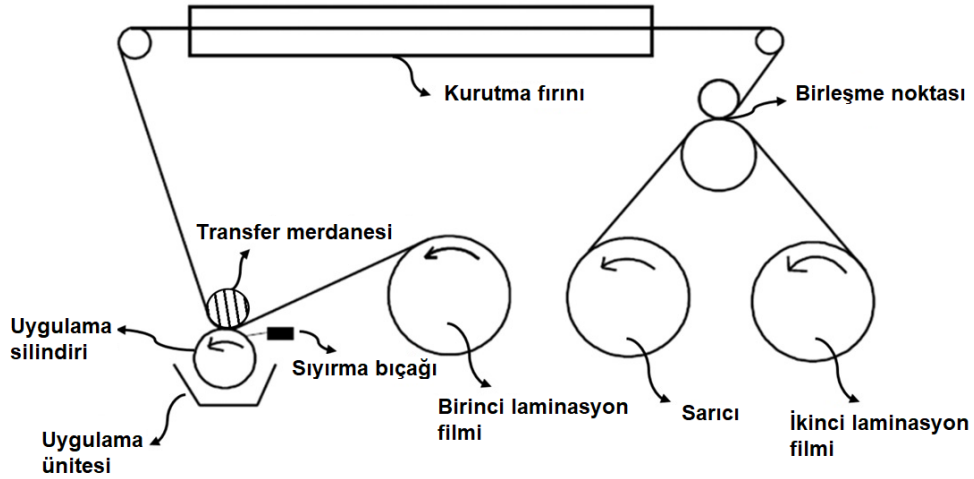 Kurutma fırını
Birleşme noktası
Transfer merdanesi
Uygulama
silindiri
Sıyırma bıçağı
Birinci laminasyon
filmi
Sarıcı
İkinci laminasyon
filmi
Uygulama
ünitesi